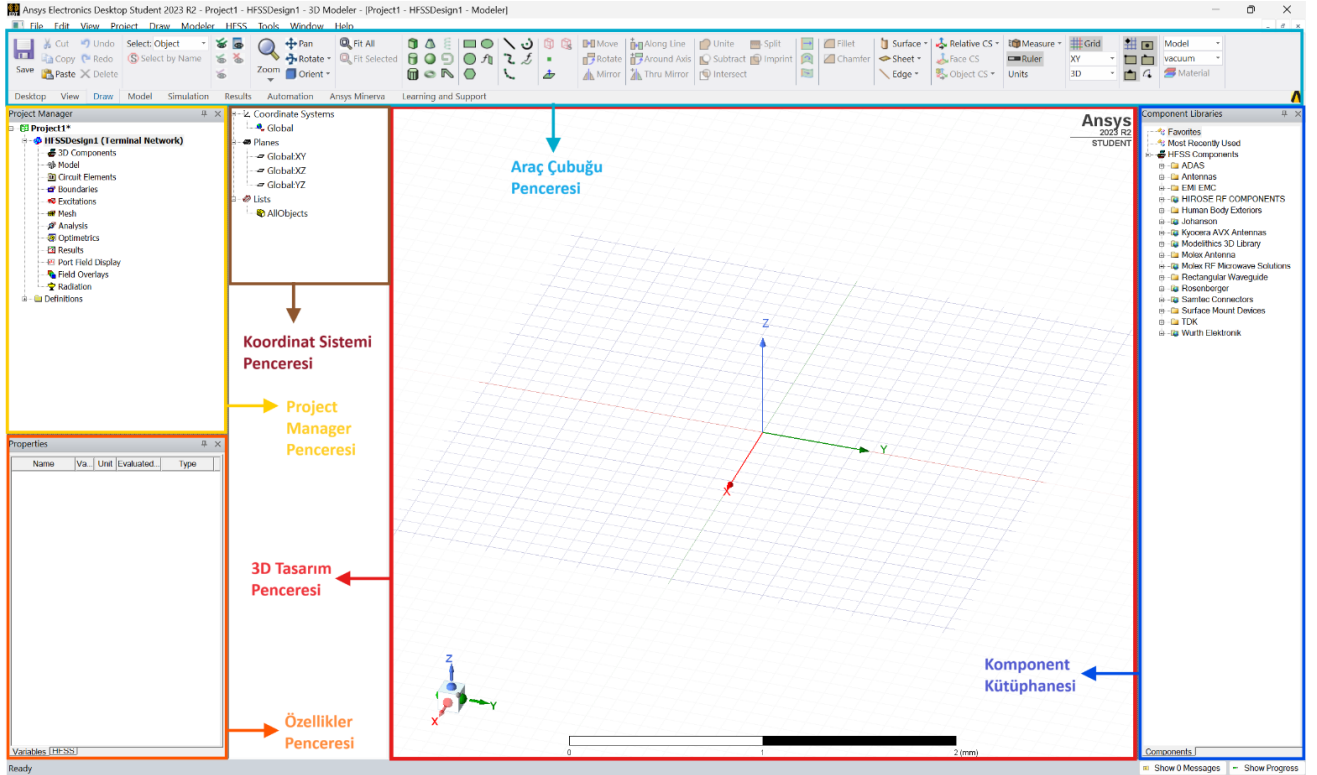 Ansys Electronics Desktop Student 2023 R2 - Project1 - HFSSDesign1 - 3D Modeler - [Project1 - HFSSDesign1 - Modeler]
File Edit View Project Draw Modeler HFSS Tools Window Help
Save
Cut Undo Select: Object
Copy Redo Select by Name
Paste Delete
Zoom
Pan
Rotate
Orient
Fit All
Fit Selected
Move Along Line Unite Split Fillet
Rotate Around Axis Subtract Imprint Chamfer
Mirror Thru Mirror Intersect
Surface Relative CS Measure Grid Model
Sheet Face CS Ruler XY vacuum
Edge Object CS Units 3D Material
Desktop View Draw Model Simulation Results Automation Ansys Minerva Learning and Support
Project Manager
Project1*
HFSSDesign1 (Terminal Network)
3D Components
Model
Circuit Elements
Boundaries
Excitations
Mesh
Analysis
Optimetrics
Results
Port Field Display
Field Overlays
Radiation
Definitions
Coordinate Systems
Global
Planes
Global:XY
Global:XZ
Global:YZ
Lists
AllObjects
Araç Çubuğu
Penceresi
Ansys
2023 R2
STUDENT
Component Libraries
Favorites
Most Recently Used
HFSS Components
ADAS
Antennas
EMI EMC
HIROSE RF COMPONENTS
Human Body Exteriors
Johanson
Kyocera AVX Antennas
Modelithics 3D Library
Molex Antenna
Molex RF Microwave Solutions
Rectangular Waveguide
Rosenberger
Samtec Connectors
Surface Mount Devices
TDK
Wurth Elektronik
Koordinat Sistemi
Penceresi
Project
Manager
Penceresi
Properties
Name Va... Unit Evaluated... Type
Z
Y
X
3D Tasarım
Penceresi
Komponent
Kütüphanesi
Z
Y
X
Özellikler
Penceresi
0 1 2 (mm)
Variables HFSS
Components
Ready
Show 0 Messages Show Progress